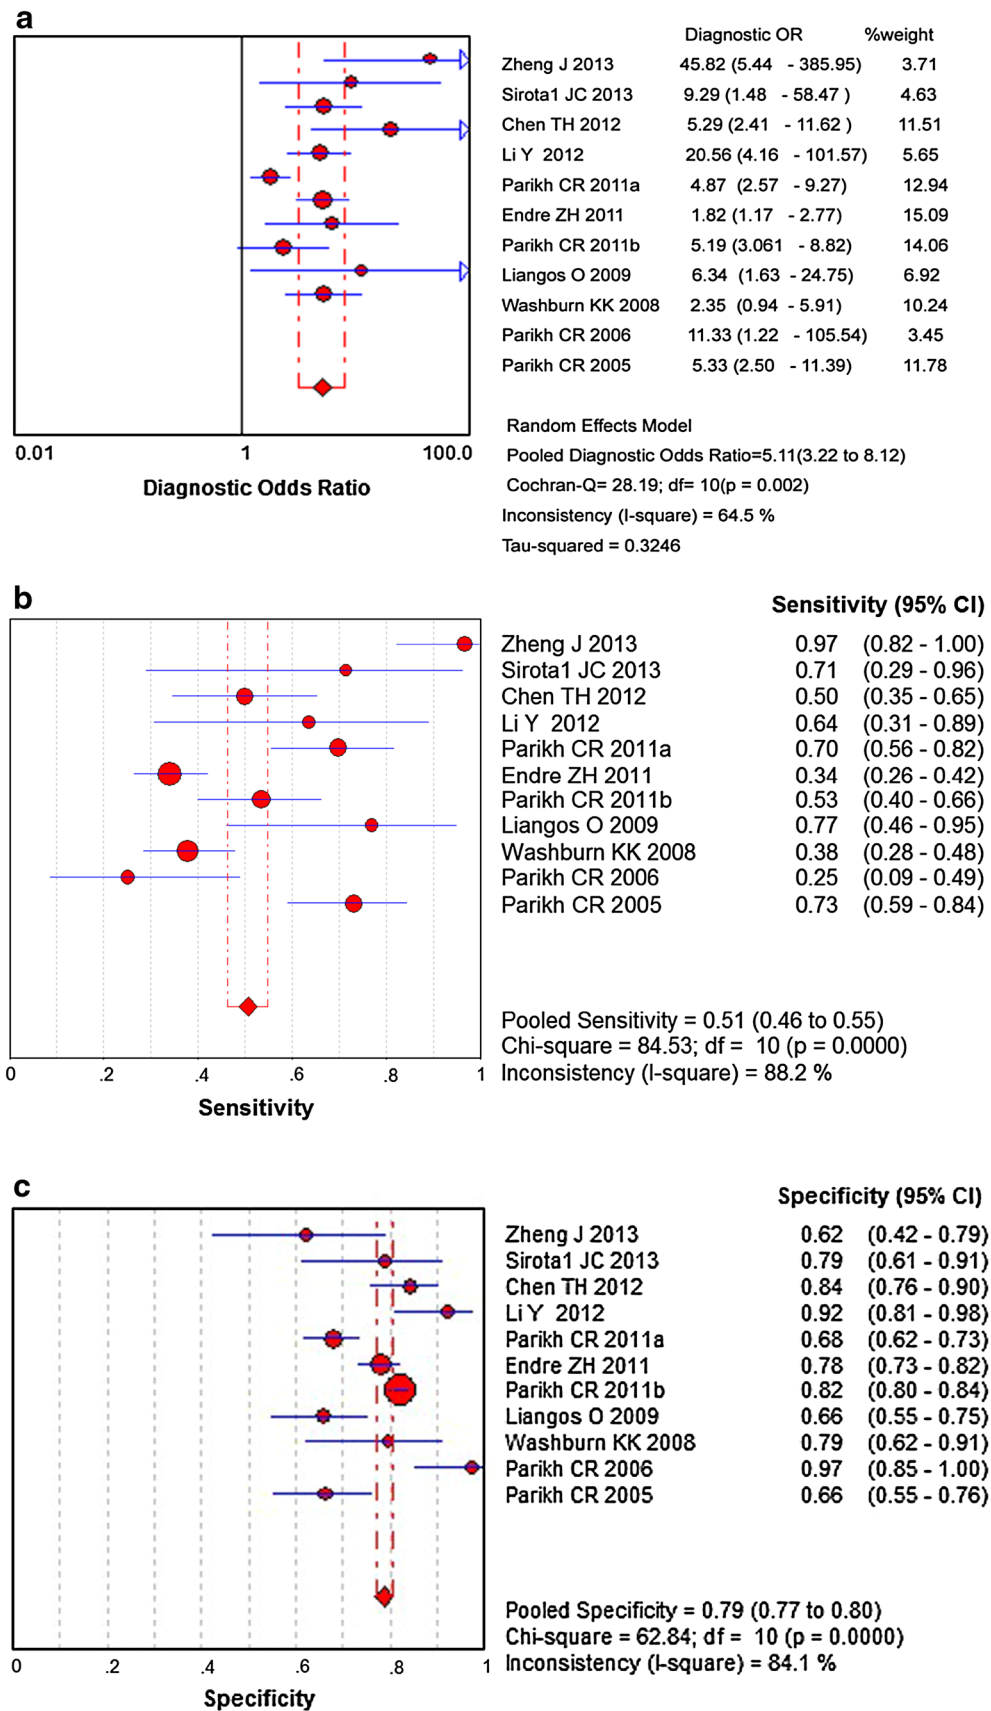 a
Diagnostic OR %weight
Zheng J 2013 45.82 (5.44 - 385.95) 3.71
Sirota1 JC 2013 9.29 (1.48 - 58.47 ) 4.63
Chen TH 2012 5.29 (2.41 - 11.62 ) 11.51
Li Y 2012 20.56 (4.16 - 101.57) 5.65
Parikh CR 2011a 4.87 (2.57 - 9.27) 12.94
Endre ZH 2011 1.82 (1.17 - 2.77) 15.09
Parikh CR 2011b 5.19 (3.061 - 8.82) 14.06
Liangos O 2009 6.34 (1.63 - 24.75) 6.92
Washburn KK 2008 2.35 (0.94 - 5.91) 10.24
Parikh CR 2006 11.33 (1.22 - 105.54) 3.45
Parikh CR 2005 5.33 (2.50 - 11.39) 11.78
Random Effects Model
Pooled Diagnostic Odds Ratio=5.11(3.22 to 8.12)
Cochran-Q= 28.19; df= 10(p = 0.002)
Inconsistency (I-square) = 64.5 %
Tau-squared = 0.3246
0.01 1 100.0
Diagnostic Odds Ratio
b
Sensitivity (95% CI)
Zheng J 2013 0.97 (0.82 - 1.00)
Sirota1 JC 2013 0.71 (0.29 - 0.96)
Chen TH 2012 0.50 (0.35 - 0.65)
Li Y 2012 0.64 (0.31 - 0.89)
Parikh CR 2011a 0.70 (0.56 - 0.82)
Endre ZH 2011 0.34 (0.26 - 0.42)
Parikh CR 2011b 0.53 (0.40 - 0.66)
Liangos O 2009 0.77 (0.46 - 0.95)
Washburn KK 2008 0.38 (0.28 - 0.48)
Parikh CR 2006 0.25 (0.09 - 0.49)
Parikh CR 2005 0.73 (0.59 - 0.84)
Pooled Sensitivity = 0.51 (0.46 to 0.55)
Chi-square = 84.53; df = 10 (p = 0.0000)
Inconsistency (I-square) = 88.2 %
0 .2 .4 .6 .8 1
Sensitivity
c
Specificity (95% CI)
Zheng J 2013 0.62 (0.42 - 0.79)
Sirota1 JC 2013 0.79 (0.61 - 0.91)
Chen TH 2012 0.84 (0.76 - 0.90)
Li Y 2012 0.92 (0.81 - 0.98)
Parikh CR 2011a 0.68 (0.62 - 0.73)
Endre ZH 2011 0.78 (0.73 - 0.82)
Parikh CR 2011b 0.82 (0.80 - 0.84)
Liangos O 2009 0.66 (0.55 - 0.75)
Washburn KK 2008 0.79 (0.62 - 0.91)
Parikh CR 2006 0.97 (0.85 - 1.00)
Parikh CR 2005 0.66 (0.55 - 0.76)
Pooled Specificity = 0.79 (0.77 to 0.80)
Chi-square = 62.84; df = 10 (p = 0.0000)
Inconsistency (I-square) = 84.1 %
0 .2 .4 .6 .8 1
Specificity